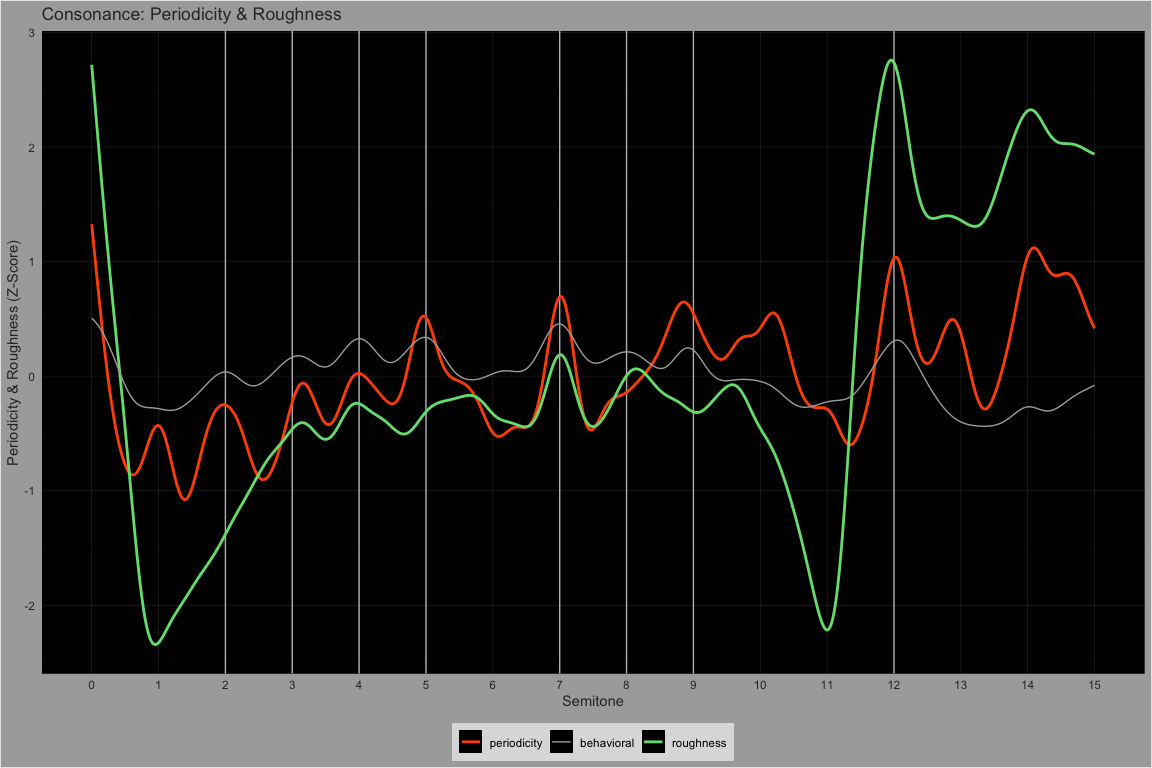 Consonance: Periodicity & Roughness
Periodicity & Roughness (Z-Score)
3
2
1
0
-1
-2
0 1 2 3 4 5 6 7 8 9 10 11 12 13 14 15
Semitone
periodicity behavioral roughness